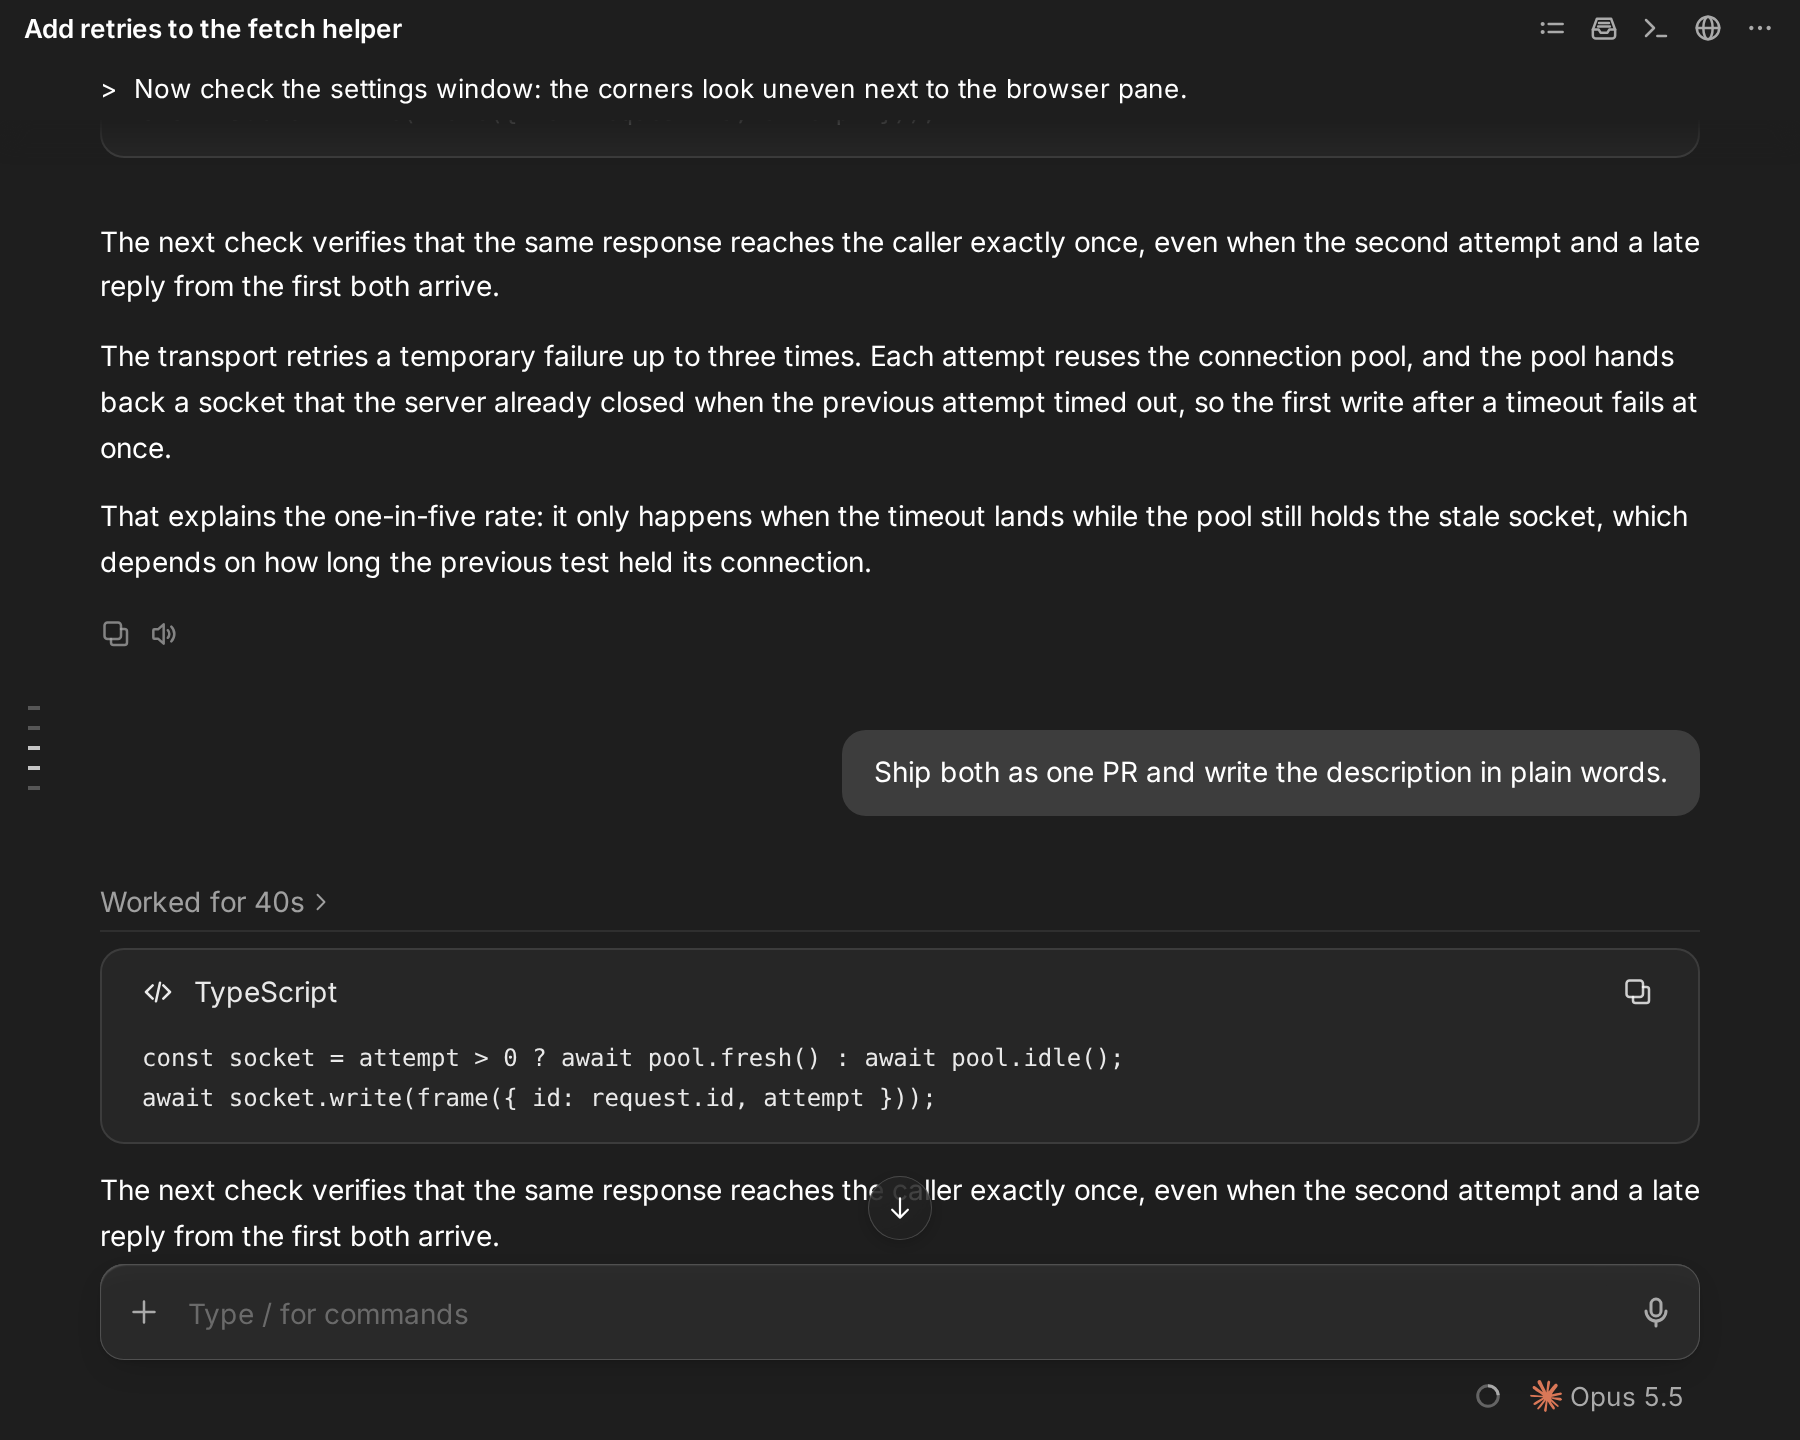 Add retries to the fetch helper
> Now check the settings window: the corners look uneven next to the browser pane.
The next check verifies that the same response reaches the caller exactly once, even when the second attempt and a late
reply from the first both arrive.
The transport retries a temporary failure up to three times. Each attempt reuses the connection pool, and the pool hands
back a socket that the server already closed when the previous attempt timed out, so the first write after a timeout fails at
once.
That explains the one-in-five rate: it only happens when the timeout lands while the pool still holds the stale socket, which
depends on how long the previous test held its connection.
Ship both as one PR and write the description in plain words.
Worked for 40s
TypeScript
const socket = attempt > 0 ? await pool.fresh() : await pool.idle();
await socket.write(frame({ id: request.id, attempt }));
The next check verifies that the same response reaches the caller exactly once, even when the second attempt and a late
reply from the first both arrive.
Type / for commands
Opus 5.5